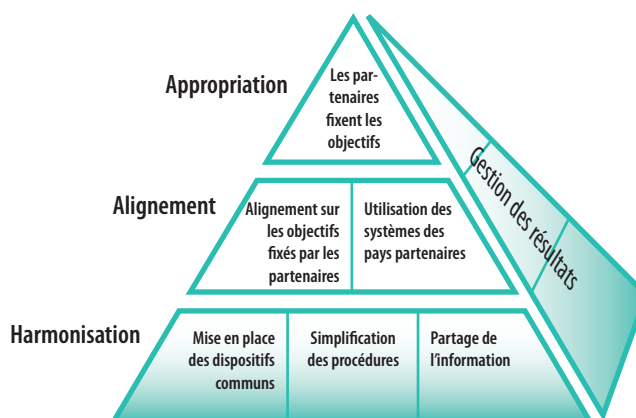 Appropriation
Les par-
tenaires
fixent les
objectifs
Gestion des résultats
Alignement
Alignement sur
les objectifs
fixés par les
partenaires
Utilisation des
systèmes des
pays partenaires
Harmonisation
Mise en place
des dispositifs
communs
Simplification
des procédures
Partage de
l'information